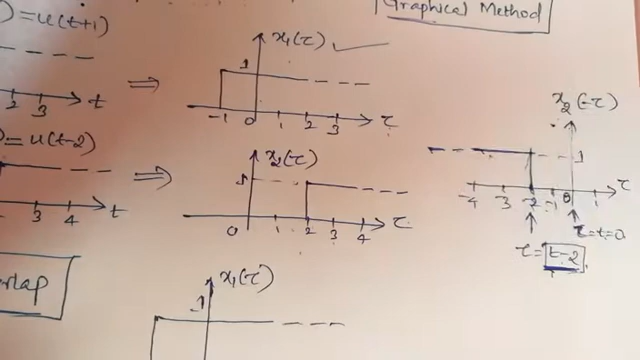 Graphical Method
)=u(t+1)
x₁(τ)
1
2 3 t
⇒
-1 0 1 2 3 τ
x₂(-τ)
)=u(t-2)
x₂(τ)
1
1
3 4 t
⇒
0 1 2 3 4 τ
-4 -3 -2 -1 0 1 τ
τ=t=0
τ=t-2
rlap
x₁(τ)
1